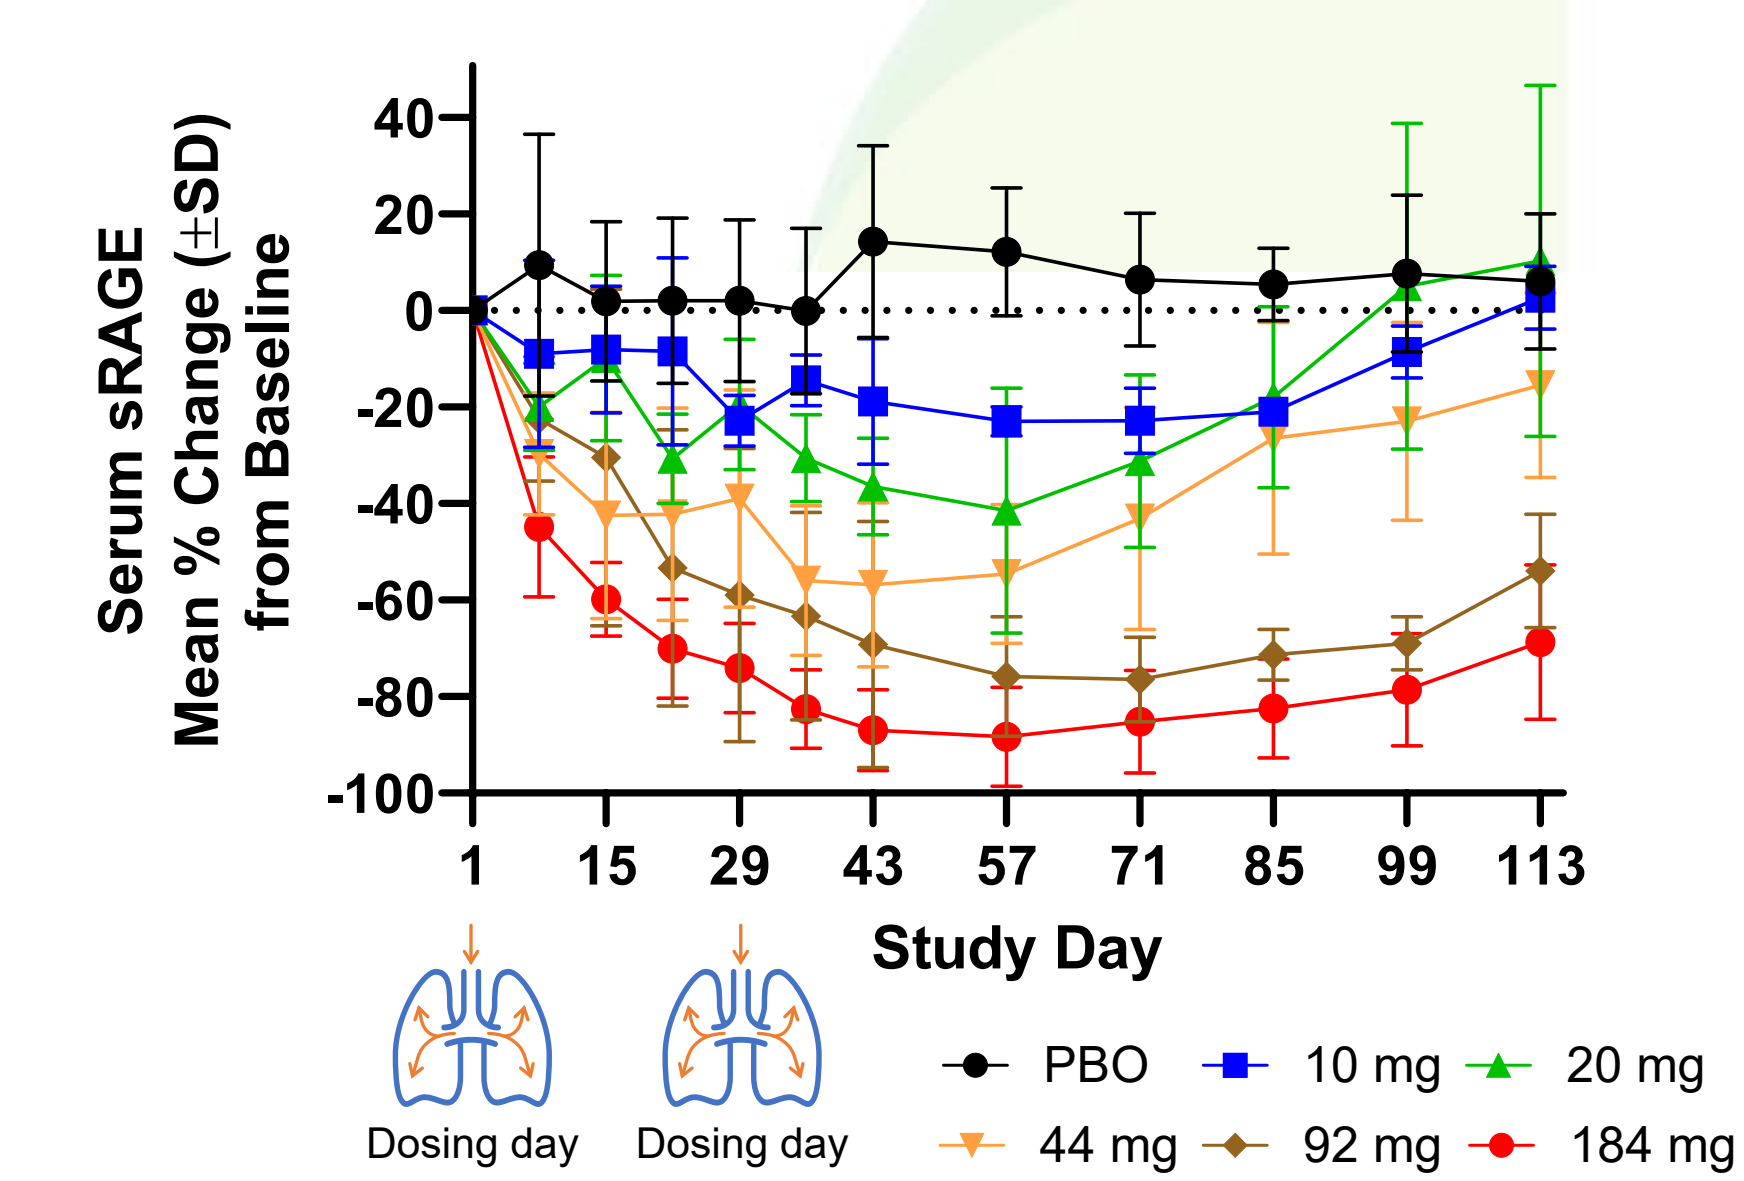 Serum sRAGE
Mean % Change (±SD)
from Baseline
40
20
0
-20
-40
-60
-80
-100
1 15 29 43 57 71 85 99 113
Study Day
Dosing day Dosing day
PBO 10 mg 20 mg
44 mg 92 mg 184 mg